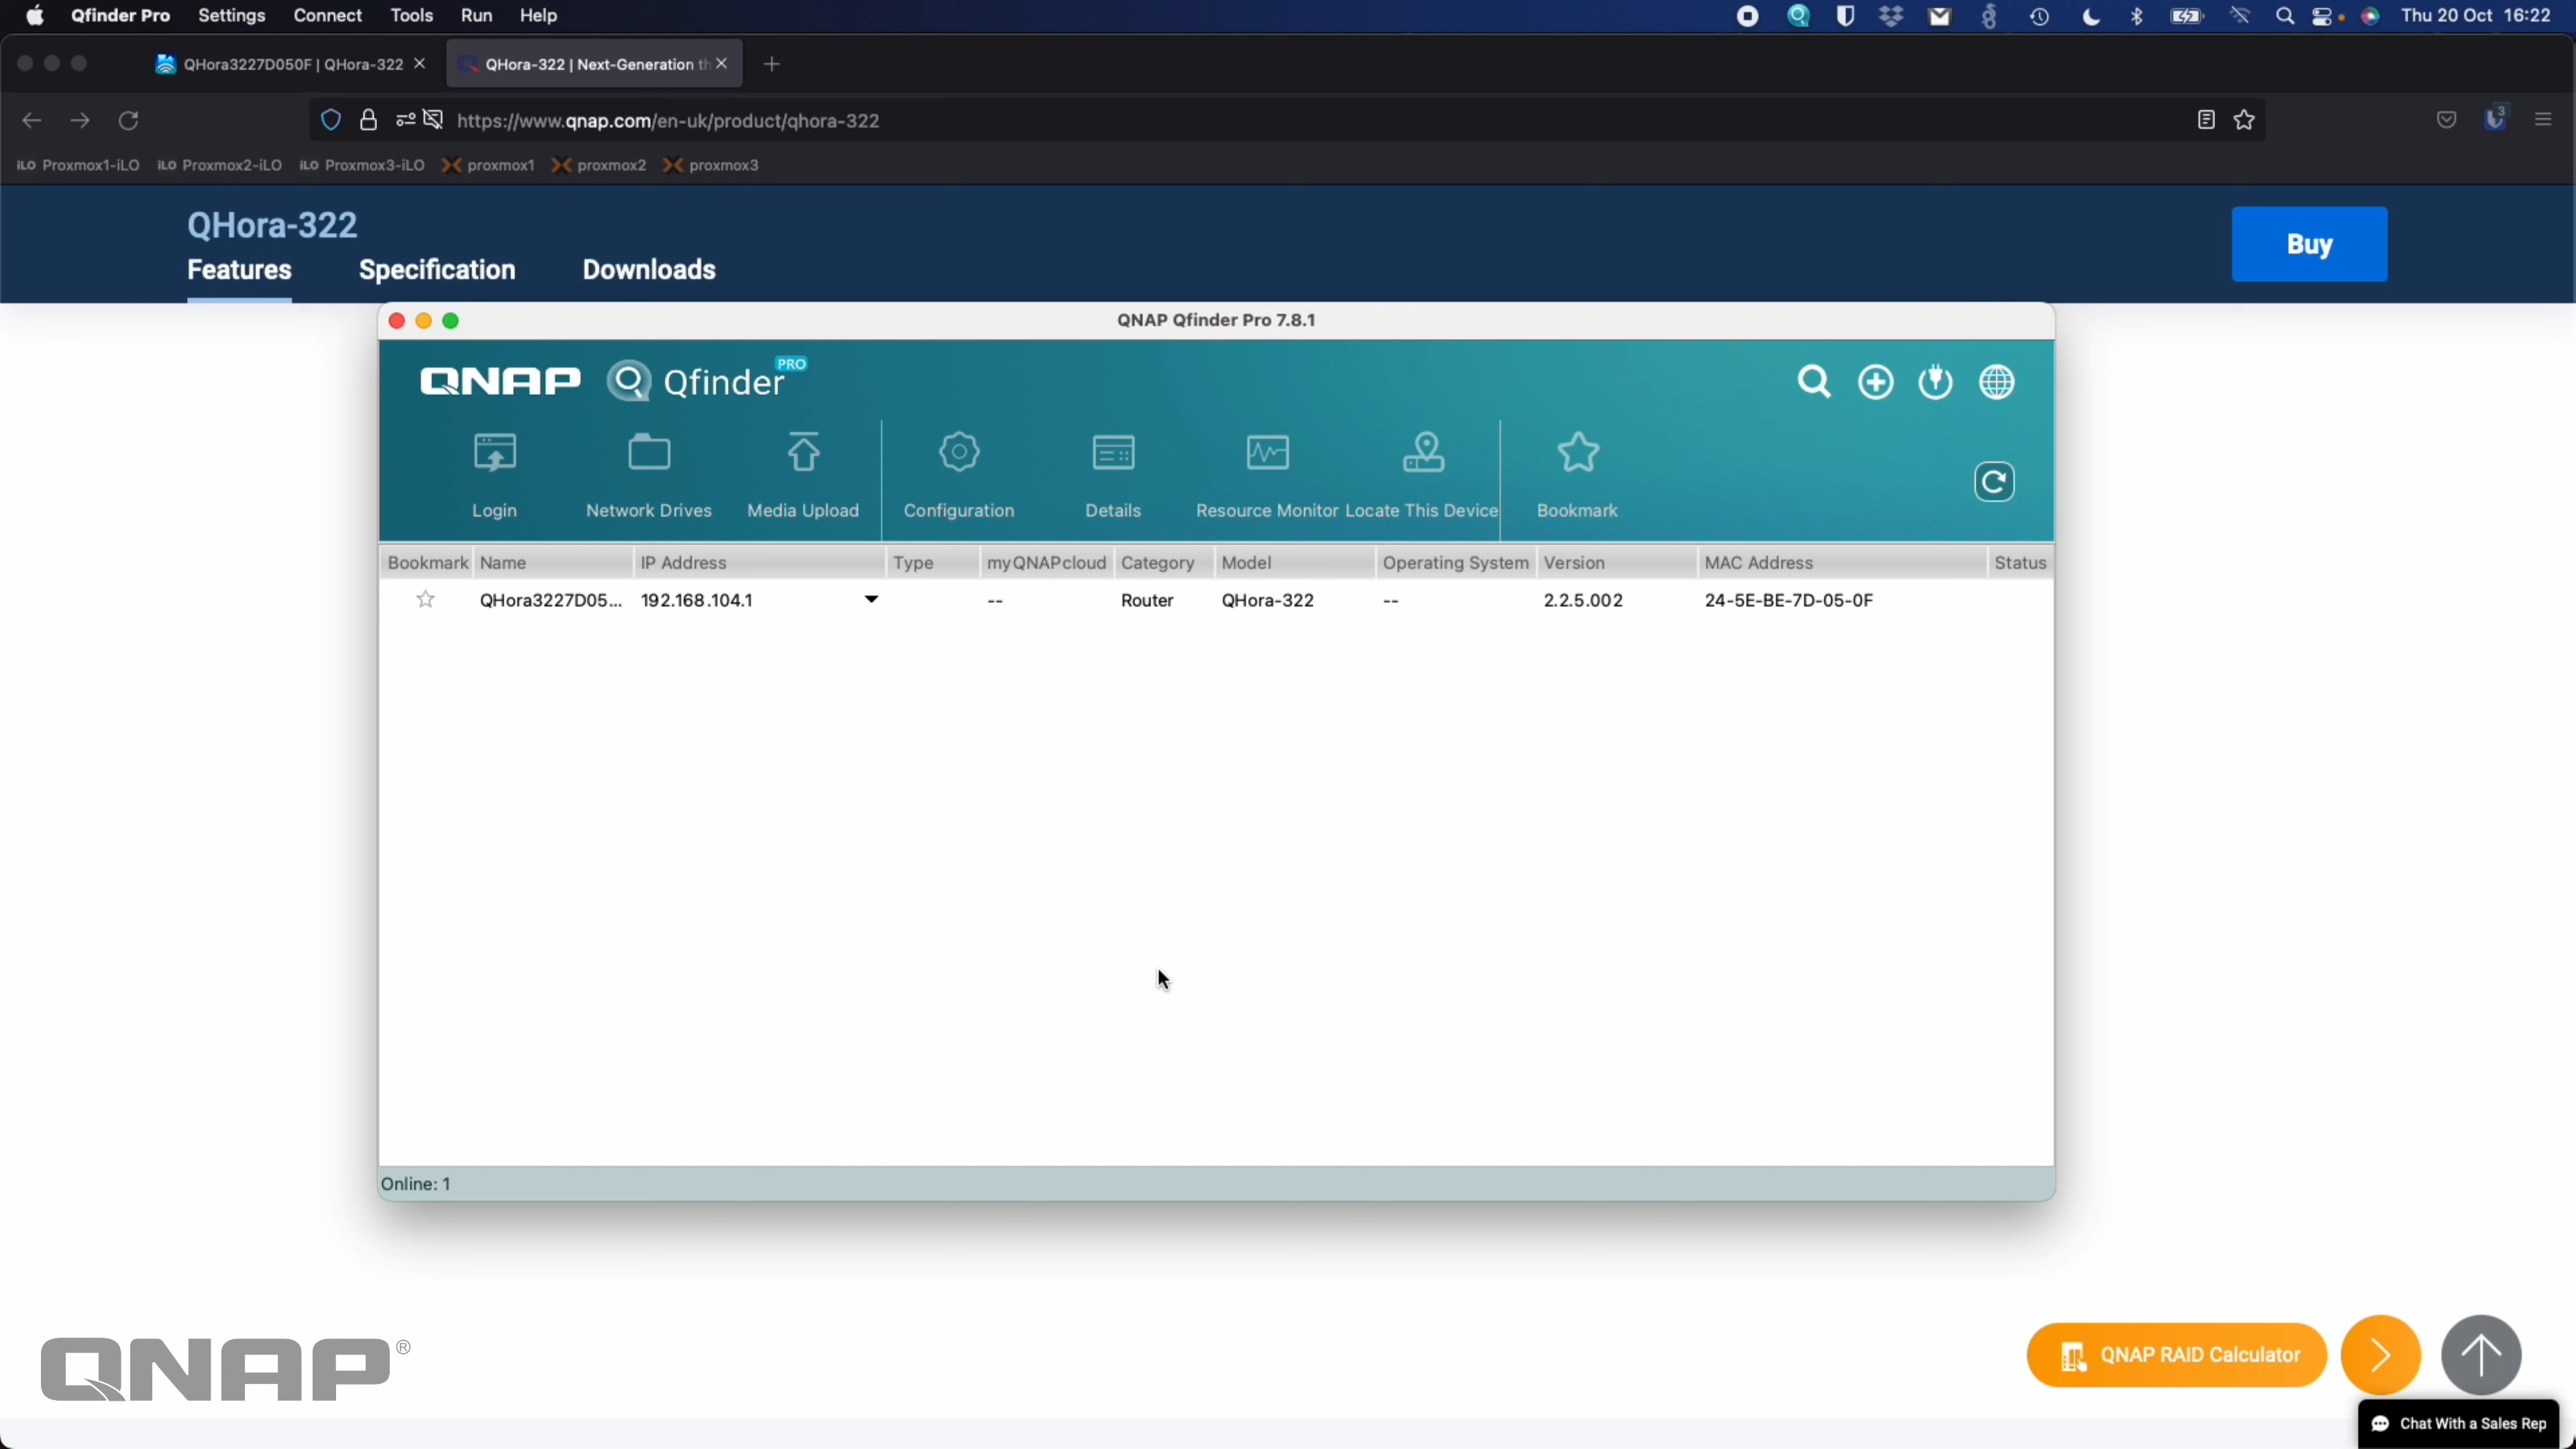 Qfinder Pro Settings Connect Tools Run Help Thu 20 Oct 16:22
QHora3227D050F | QHora-322 QHora-322 | Next-Generation th
https://www.qnap.com/en-uk/product/qhora-322 3
iLO Proxmox1-iLO iLO Proxmox2-iLO iLO Proxmox3-iLO proxmox1 proxmox2 proxmox3
QHora-322
Features Specification Downloads Buy
QNAP Qfinder Pro 7.8.1
QNAP Qfinder PRO
Login Network Drives Media Upload Configuration Details Resource Monitor Locate This Device Bookmark
Bookmark Name IP Address Type myQNAPcloud Category Model Operating System Version MAC Address Status
QHora3227D05... 192.168.104.1 -- Router QHora-322 -- 2.2.5.002 24-5E-BE-7D-05-0F
Online: 1
QNAP®
QNAP RAID Calculator
Chat With a Sales Rep